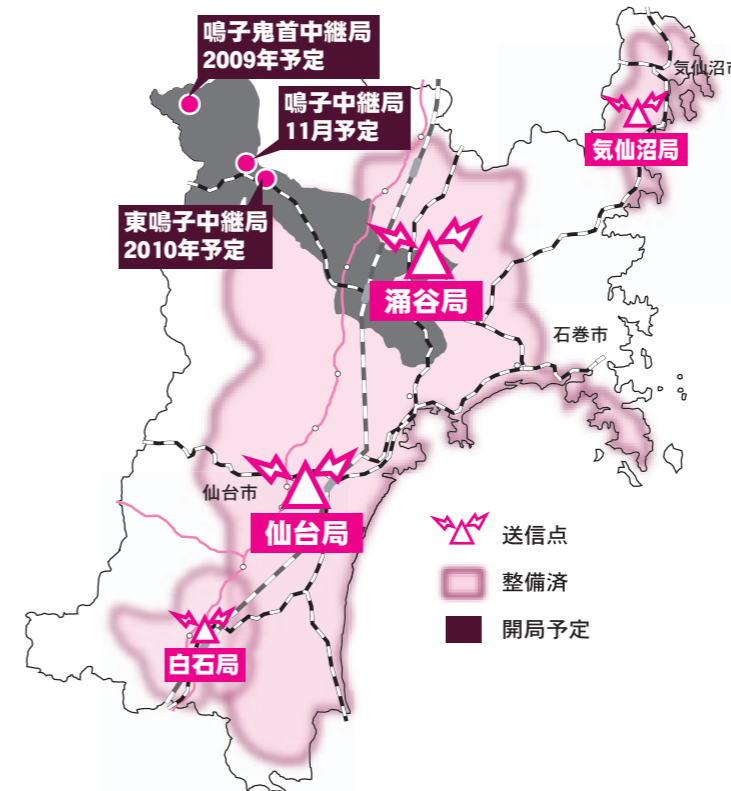 鳴子鬼首中継局
2009年予定
鳴子中継局
11月予定
東鳴子中継局
2010年予定
気仙沼市
気仙沼局
涌谷局
石巻市
仙台市
仙台局
白石局
送信点
整備済
開局予定